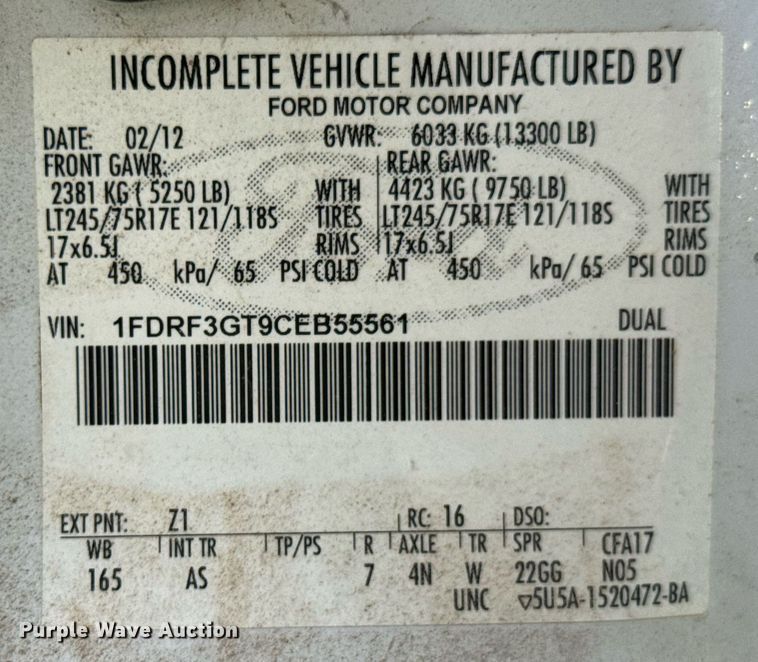 INCOMPLETE VEHICLE MANUFACTURED BY
FORD MOTOR COMPANY
DATE: 02/12 GVWR: 6033 KG (13300 LB)
FRONT GAWR: REAR GAWR:
2381 KG ( 5250 LB) WITH 4423 KG ( 9750 LB) WITH
LT245/75R17E 121/118S TIRES LT245/75R17E 121/118S TIRES
17x6.5J RIMS 17x6.5J RIMS
AT 450 kPa/ 65 PSI COLD AT 450 kPa/ 65 PSI COLD
VIN: 1FDRF3GT9CEB55561 DUAL
EXT PNT: Z1 RC: 16 DSO:
WB INT TR TP/PS R AXLE TR SPR CFA17
165 AS 7 4N W 22GG N05
UNC ▽5U5A-1520472-BA
Purple Wave Auction